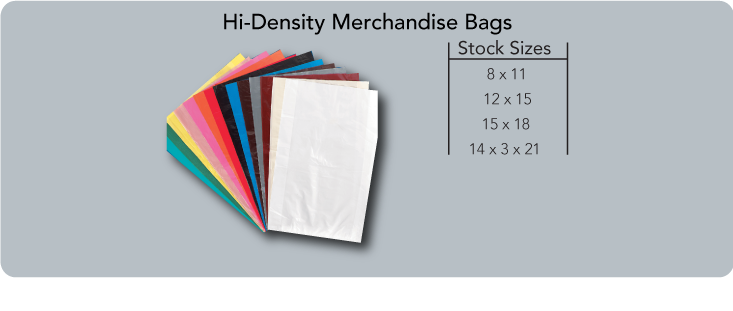 Hi-Density Merchandise Bags
Stock Sizes
8 x 11
12 x 15
15 x 18
14 x 3 x 21